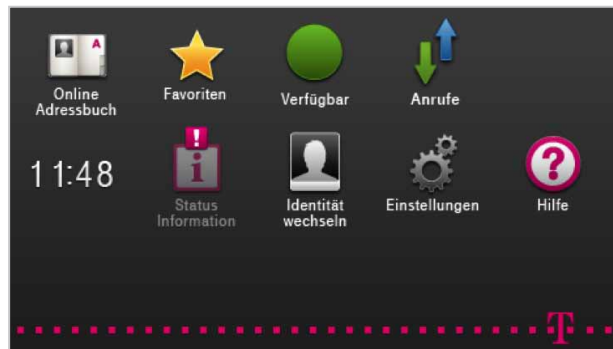 A
Online
Adressbuch
Favoriten
Verfügbar
Anrufe
11:48
!
i
Status
Information
Identität
wechseln
Einstellungen
?
Hilfe
T